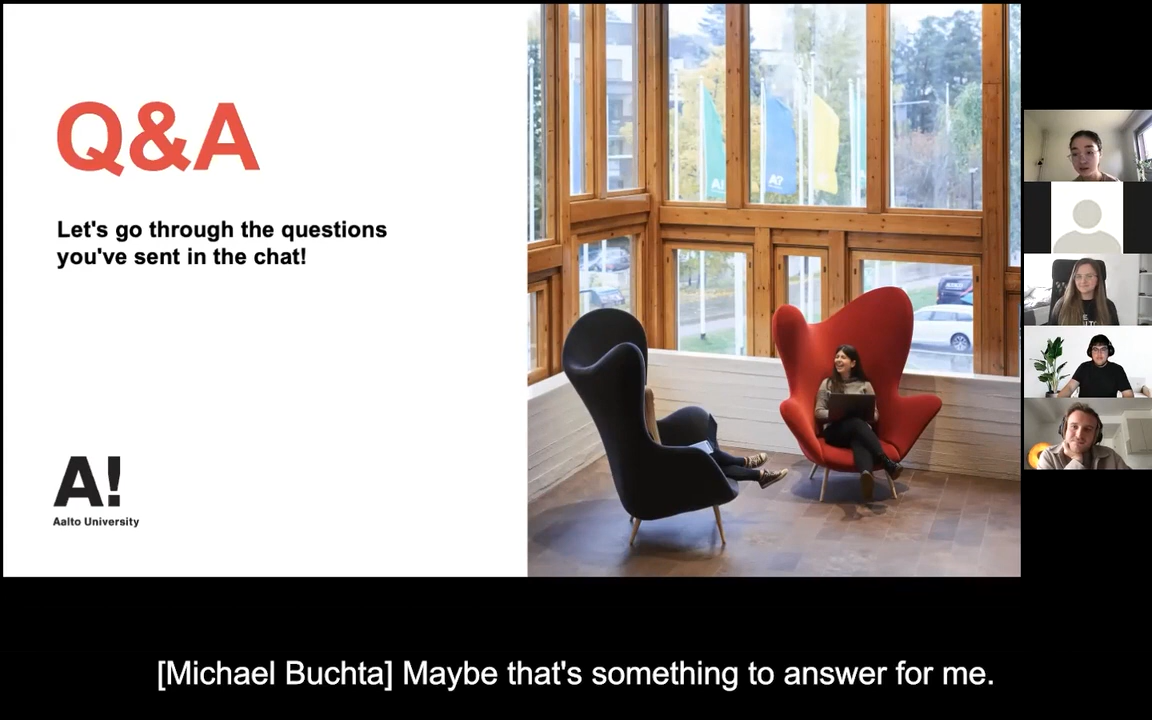 Q&A
Let's go through the questions
you've sent in the chat!
A!
Aalto University
A!
A?
[Michael Buchta] Maybe that's something to answer for me.